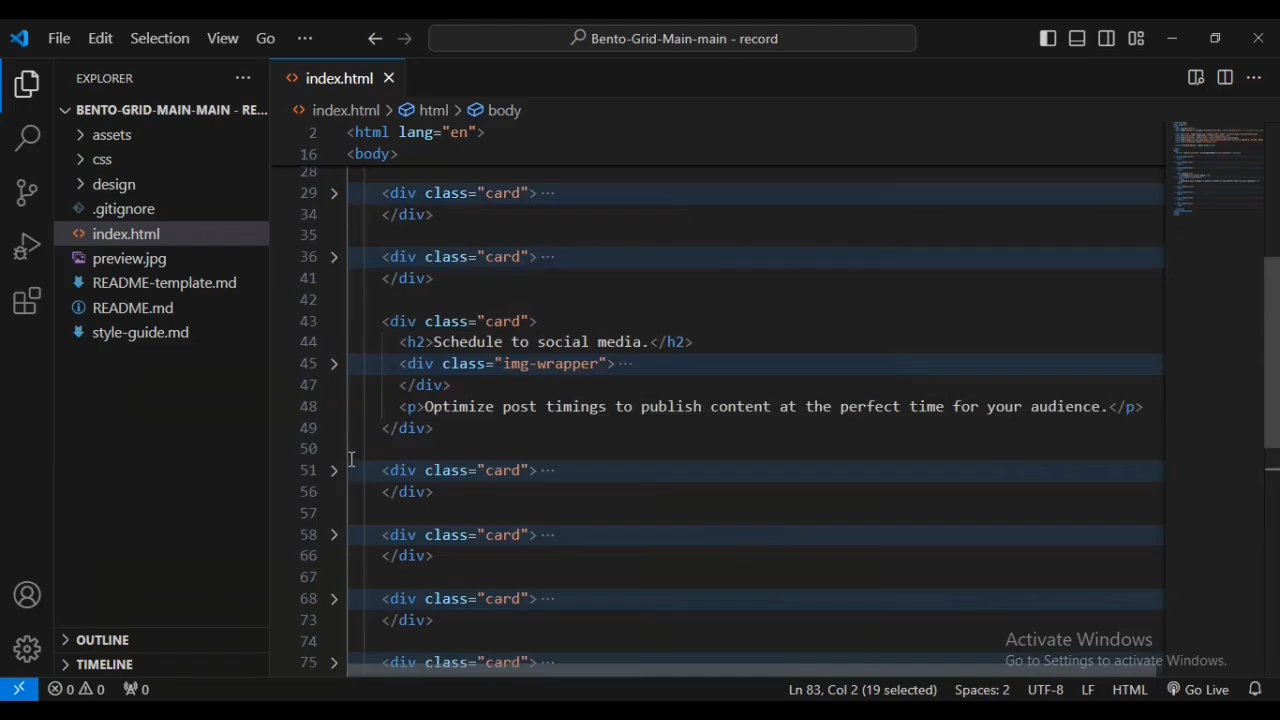 File Edit Selection View Go ··· Bento-Grid-Main-main - record
EXPLORER ···
BENTO-GRID-MAIN-MAIN - RE...
assets
css
design
.gitignore
index.html
preview.jpg
README-template.md
README.md
style-guide.md
OUTLINE
TIMELINE
index.html
index.html > html > body
2 <html lang="en">
16 <body>
28
29 <div class="card">···
34 </div>
35
36 <div class="card">···
41 </div>
42
43 <div class="card">
44 <h2>Schedule to social media.</h2>
45 <div class="img-wrapper">···
47 </div>
48 <p>Optimize post timings to publish content at the perfect time for your audience.</p>
49 </div>
50
51 <div class="card">···
56 </div>
57
58 <div class="card">···
66 </div>
67
68 <div class="card">···
73 </div>
74
75 <div class="card">···
Activate Windows
Go to Settings to activate Windows.
0 0 0 Ln 83, Col 2 (19 selected) Spaces: 2 UTF-8 LF HTML Go Live